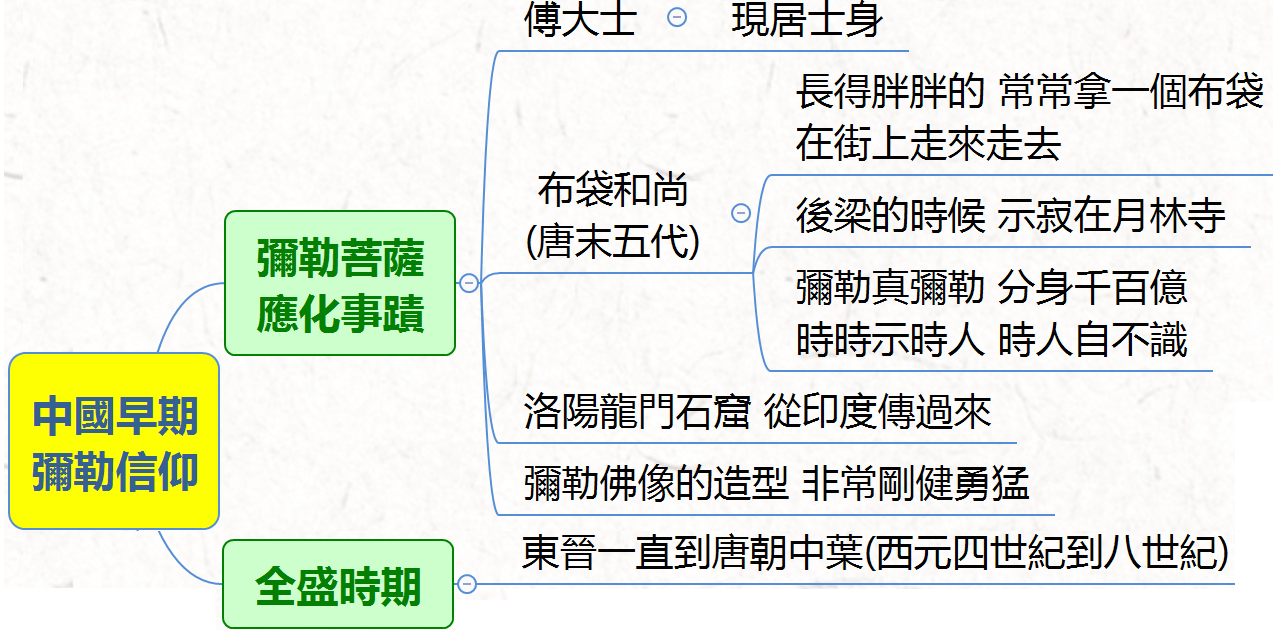 中國早期
彌勒信仰
彌勒菩薩
應化事蹟
傅大士
現居士身
布袋和尚
(唐末五代)
長得胖胖的 常常拿一個布袋
在街上走來走去
後梁的時候 示寂在月林寺
彌勒真彌勒 分身千百億
時時示時人 時人自不識
洛陽龍門石窟 從印度傳過來
彌勒佛像的造型 非常剛健勇猛
全盛時期
東晉一直到唐朝中葉(西元四世紀到八世紀)